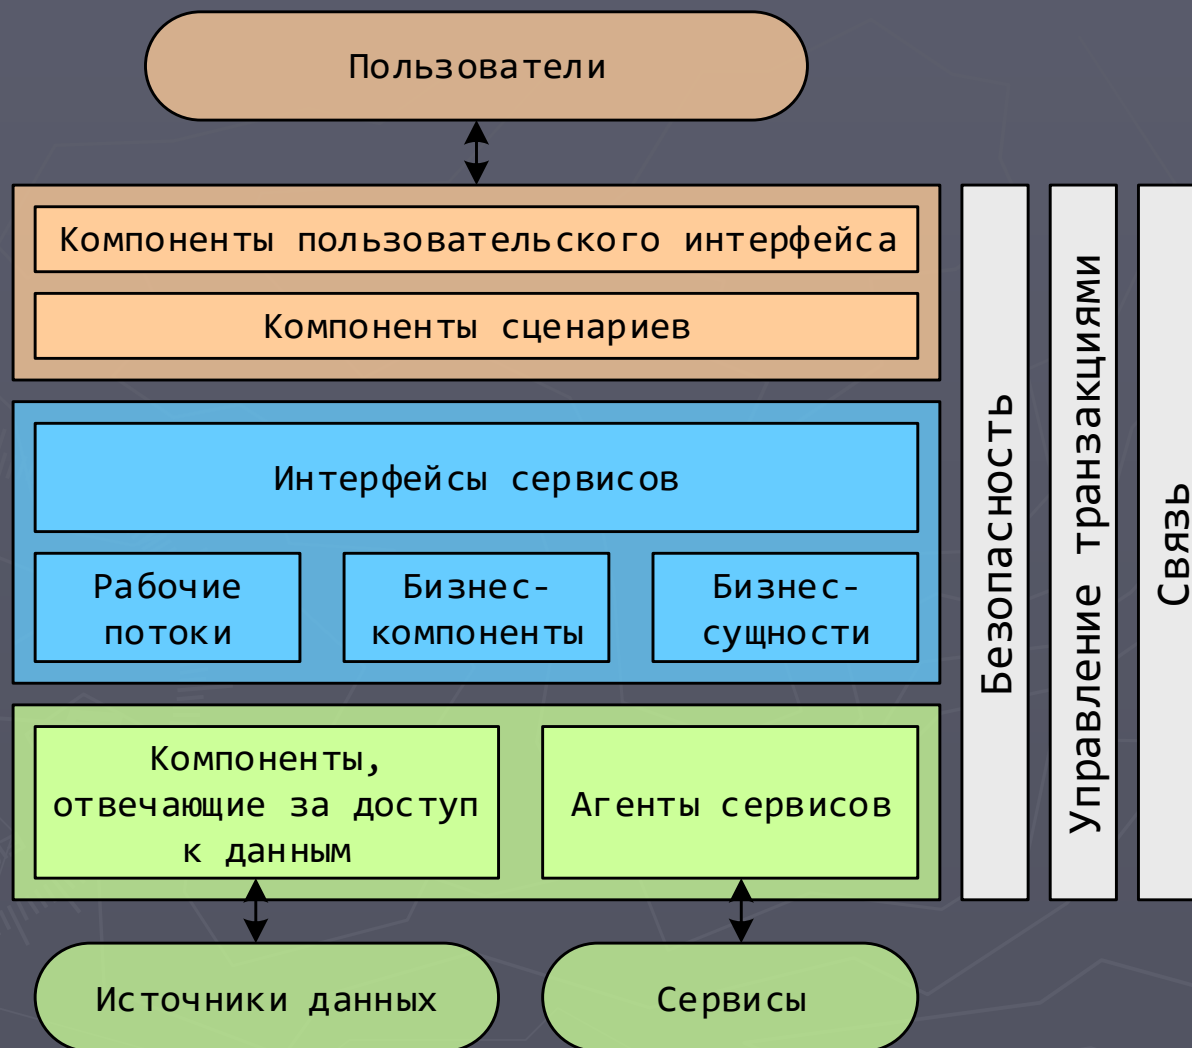 Пользователи
Компоненты пользовательского интерфейса
Компоненты сценариев
Интерфейсы сервисов
Рабочие
потоки
Бизнес-
компоненты
Бизнес-
сущности
Компоненты,
отвечающие за доступ
к данным
Агенты сервисов
Источники данных
Сервисы
Безопасность
Управление транзакциями
Связь